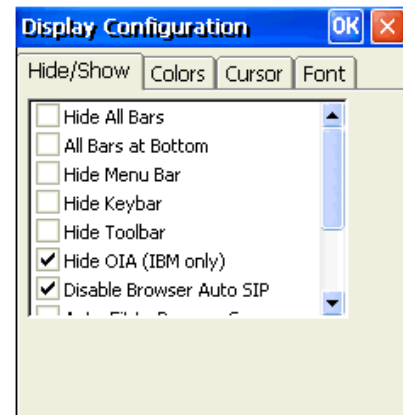 Display Configuration OK
Hide/Show Colors Cursor Font
Hide All Bars
All Bars at Bottom
Hide Menu Bar
Hide Keybar
Hide Toolbar
Hide OIA (IBM only)
Disable Browser Auto SIP